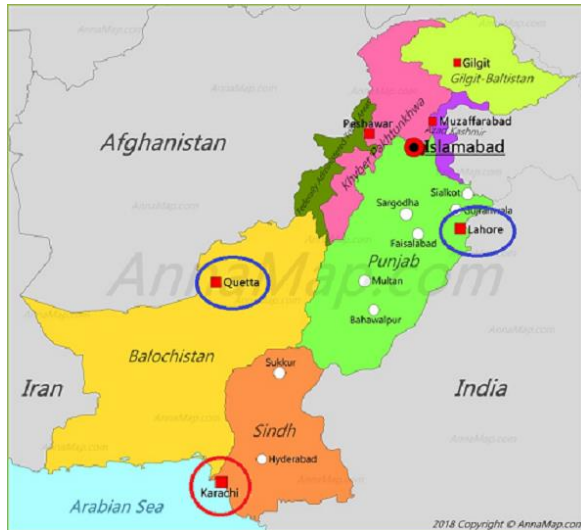 Gilgit
Gilgit-Baltistan
Afghanistan
Peshawar
Muzaffarabad
Azad Kashmir
Khyber Pakhtunkhwa
Islamabad
Sialkot
Sargodha
Gujranwala
Lahore
Faisalabad
Punjab
AnnaMap.com
Quetta
Multan
Bahawalpur
Balochistan
Sukkur
Iran
India
Sindh
Hyderabad
Karachi
Arabian Sea
2018 Copyright © AnnaMap.com